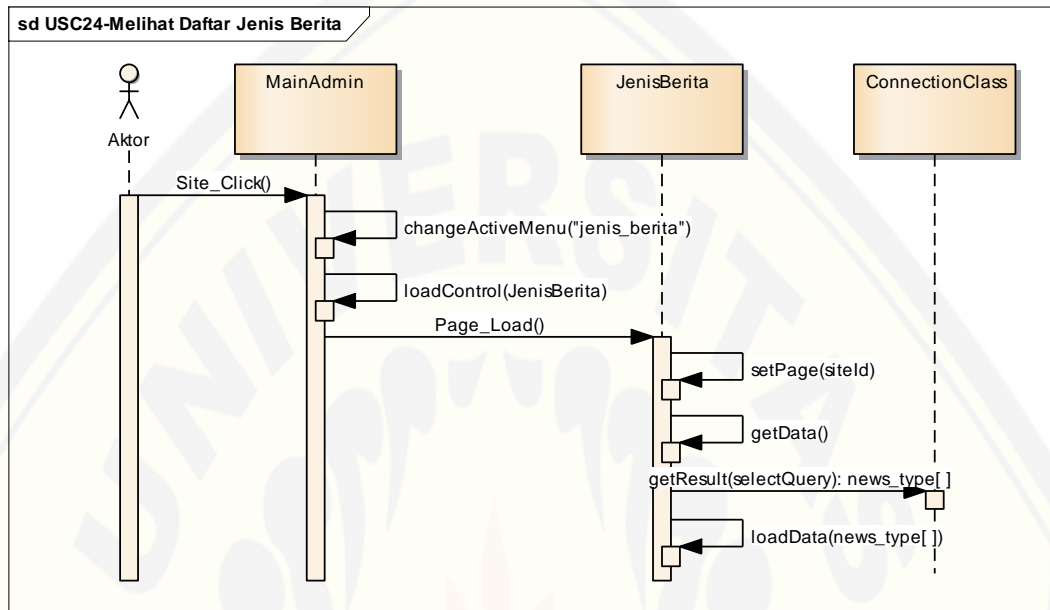 sd USC24-Melihat Daftar Jenis Berita
MainAdmin
JenisBerita
ConnectionClass
Aktor
Site_Click()
changeActiveMenu("jenis_berita")
loadControl(JenisBerita)
Page_Load()
setPage(siteId)
getData()
getResult(selectQuery): news_type[ ]
loadData(news_type[ ])
UNIVERSITAS